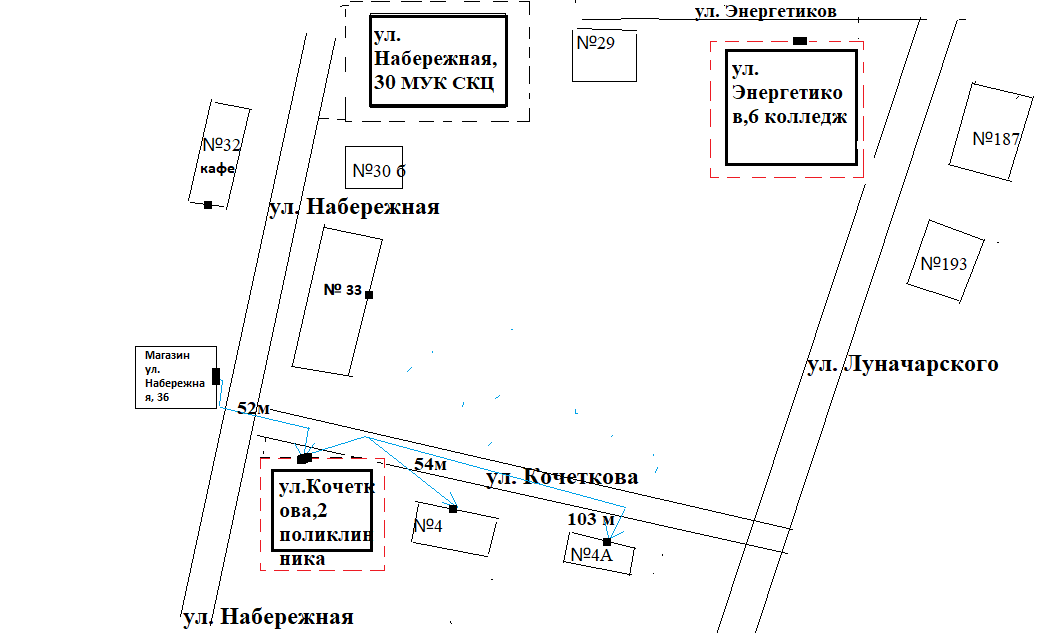 ул. Энергетиков
ул.
Набережная,
30 МУК СКЦ
№29
ул.
Энергетико
в,6 колледж
№187
№32
кафе
№30 б
ул. Набережная
№193
№ 33
Магазин
ул.
Набережна
я, 36
ул. Луначарского
52м
54м
ул. Кочеткова
ул.Кочетк
ова,2
поликлин
ника
№4
103 м
№4А
ул. Набережная